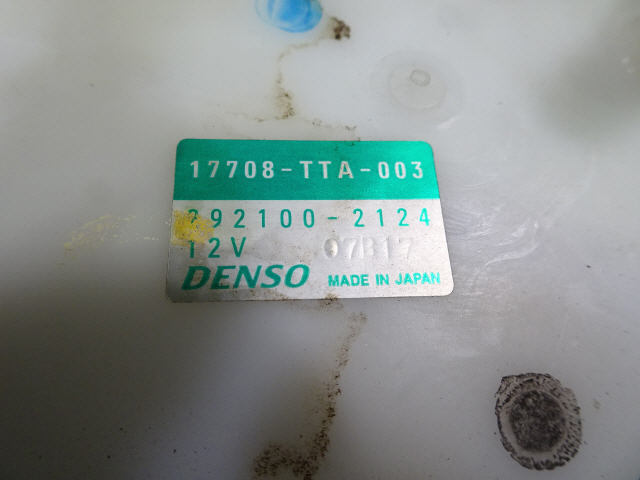 17708-TTA-003
292100-2124
12V 07B17
DENSO MADE IN JAPAN